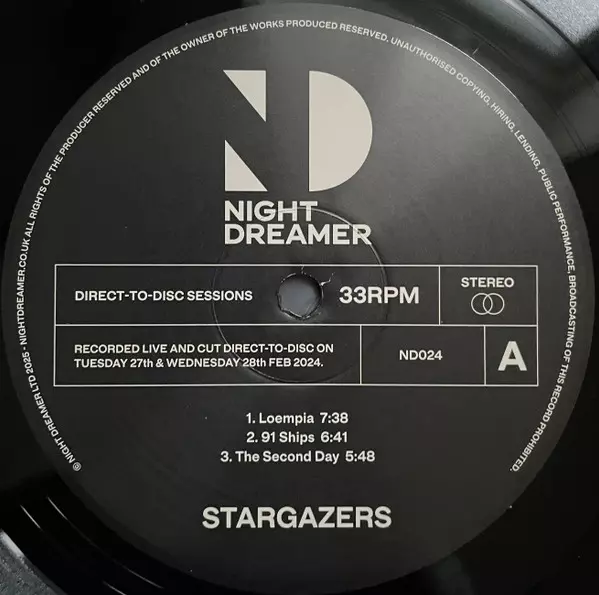 ℗ NIGHT DREAMER LTD 2025 - NIGHTDREAMER.CO.UK ALL RIGHTS OF THE PRODUCER RESERVED AND OF THE OWNER OF THE WORKS PRODUCED RESERVED. UNAUTHORISED COPYING, HIRING, LENDING, PUBLIC PERFORMANCE, BROADCASTING OF THIS RECORD PROHIBITED.
ND
NIGHT
DREAMER
DIRECT-TO-DISC SESSIONS
33RPM
STEREO
RECORDED LIVE AND CUT DIRECT-TO-DISC ON
TUESDAY 27th & WEDNESDAY 28th FEB 2024.
ND024
A
1. Loempia 7:38
2. 91 Ships 6:41
3. The Second Day 5:48
STARGAZERS